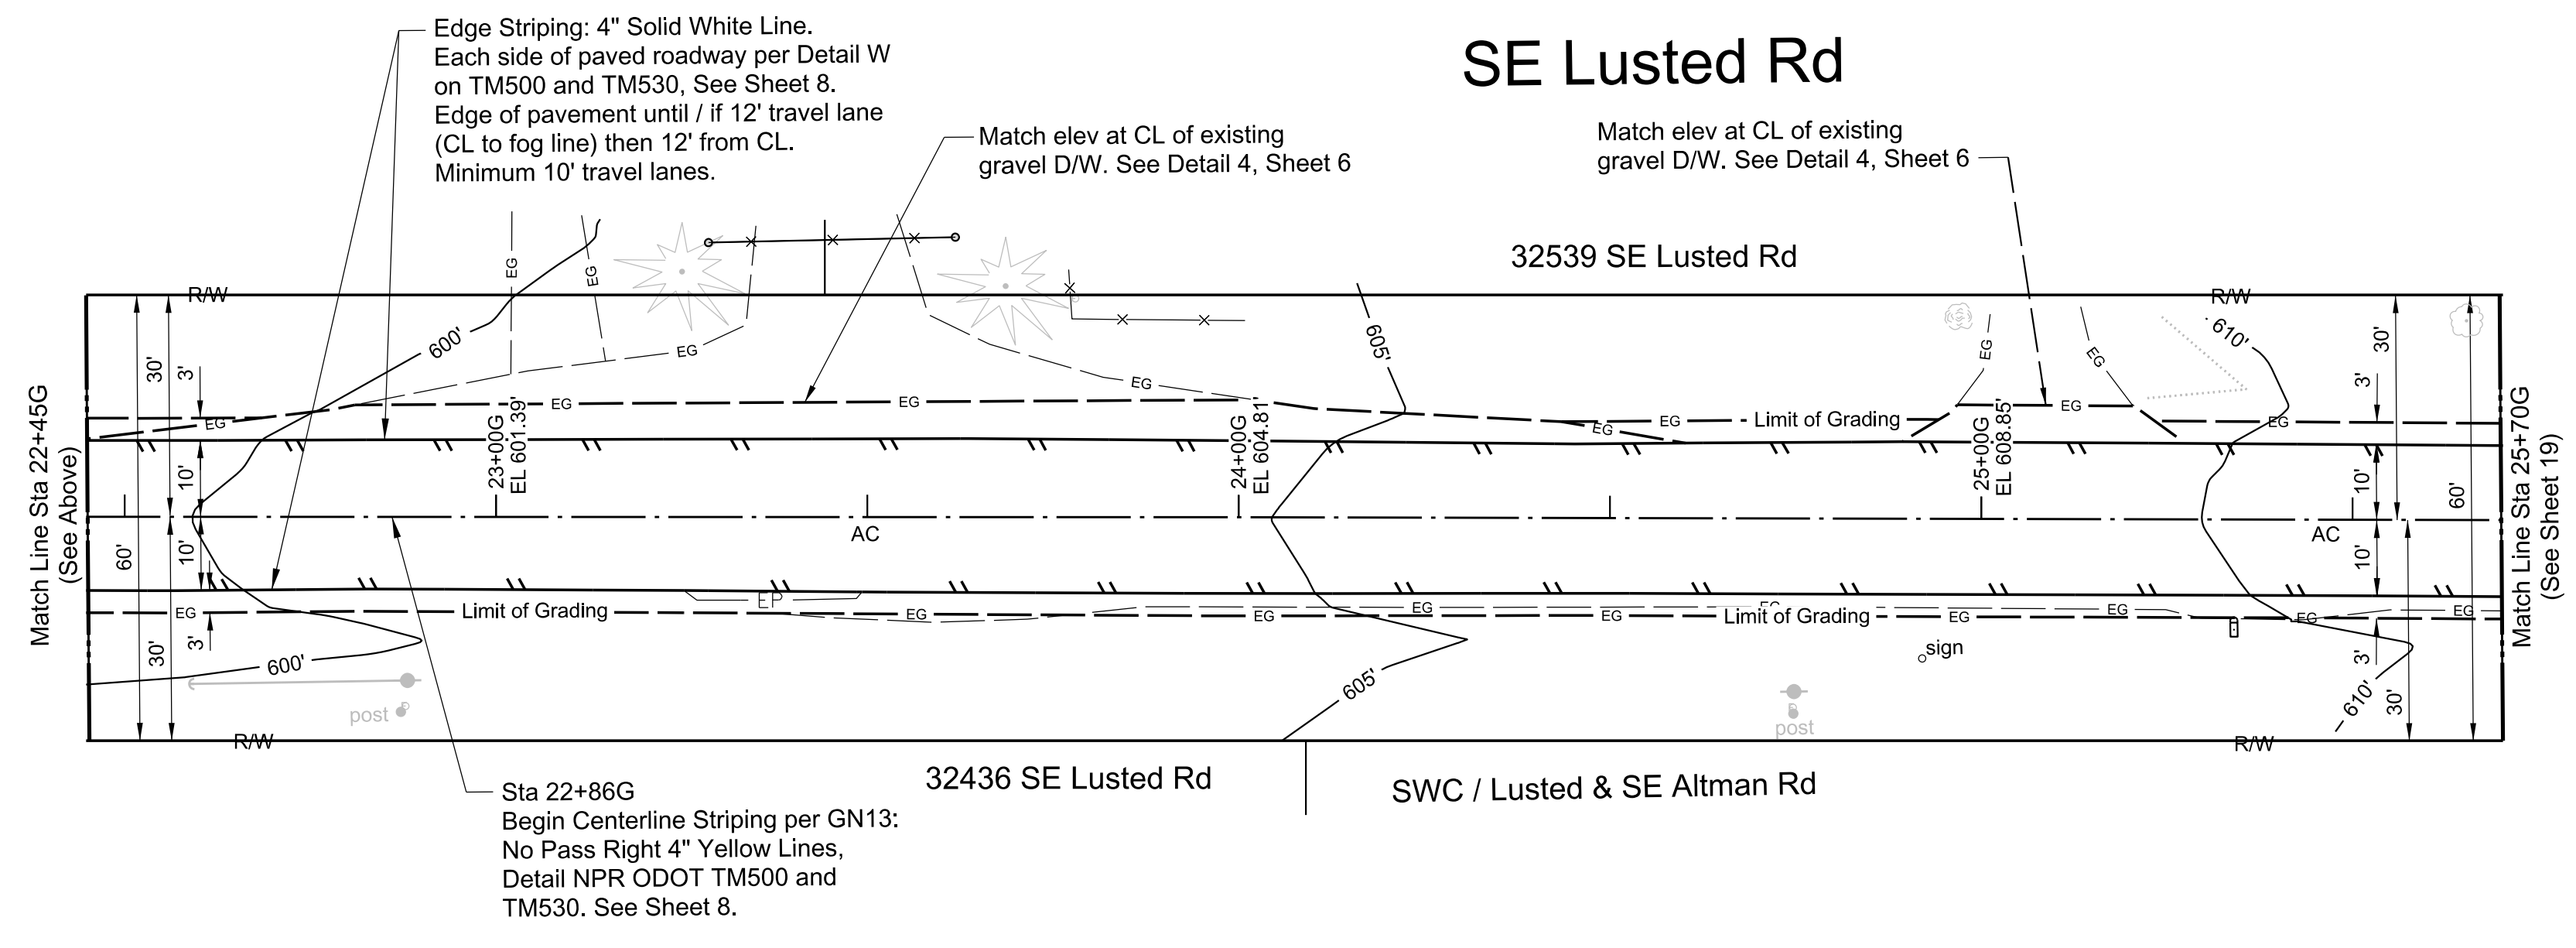 Edge Striping: 4" Solid White Line.
Each side of paved roadway per Detail W
on TM500 and TM530, See Sheet 8.
Edge of pavement until / if 12' travel lane
(CL to fog line) then 12' from CL.
Minimum 10' travel lanes.
SE Lusted Rd
Match elev at CL of existing
gravel D/W. See Detail 4, Sheet 6
Match elev at CL of existing
gravel D/W. See Detail 4, Sheet 6
32539 SE Lusted Rd
EG
EG
R/W
R/W
600'
605'
610'
30'
3'
EG
EG
EG
EG
30'
3'
EG
EG
EG
EG
EG
Limit of Grading
EG
EG
EG
Match Line Sta 22+45G
(See Above)
60'
10'
23+00G
EL 601.39'
24+00G
EL 604.81'
25+00G
EL 608.85'
10'
60'
Match Line Sta 25+70G
(See Sheet 19)
AC
AC
10'
10'
EP
EG
Limit of Grading
EG
EG
EG
EG
EG
Limit of Grading
EG
EG
EG
EG
EG
3'
30'
600'
605'
sign
3'
30'
610'
post
post
R/W
R/W
32436 SE Lusted Rd
SWC / Lusted & SE Altman Rd
Sta 22+86G
Begin Centerline Striping per GN13:
No Pass Right 4" Yellow Lines,
Detail NPR ODOT TM500 and
TM530. See Sheet 8.